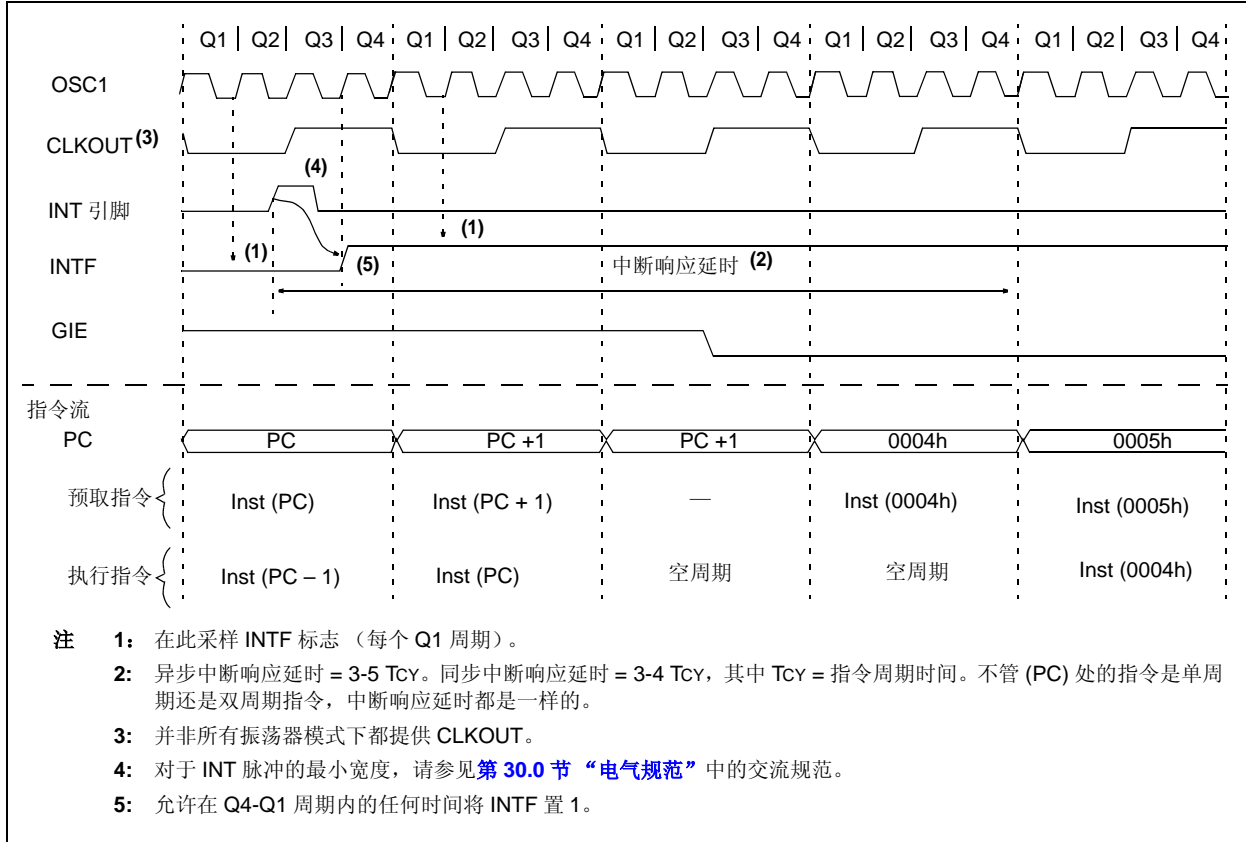 Q1 Q2 Q3 Q4 Q1 Q2 Q3 Q4 Q1 Q2 Q3 Q4 Q1 Q2 Q3 Q4 Q1 Q2 Q3 Q4
OSC1
CLKOUT (3)
(4)
INT 引脚
(1)
(1)
INTF
(5)
中断响应延时 (2)
GIE
指令流
PC PC PC +1 PC +1 0004h 0005h
预取指令 Inst (PC) Inst (PC + 1) — Inst (0004h) Inst (0005h)
执行指令 Inst (PC – 1) Inst (PC) 空周期 空周期 Inst (0004h)
注 1: 在此采样 INTF 标志 （每个 Q1 周期）。
2: 异步中断响应延时 = 3-5 TCY。同步中断响应延时 = 3-4 TCY，其中 TCY = 指令周期时间。不管 (PC) 处的指令是单周
期还是双周期指令，中断响应延时都是一样的。
3: 并非所有振荡器模式下都提供 CLKOUT。
4: 对于 INT 脉冲的最小宽度，请参见第 30.0 节 “电气规范”中的交流规范。
5: 允许在 Q4-Q1 周期内的任何时间将 INTF 置 1。